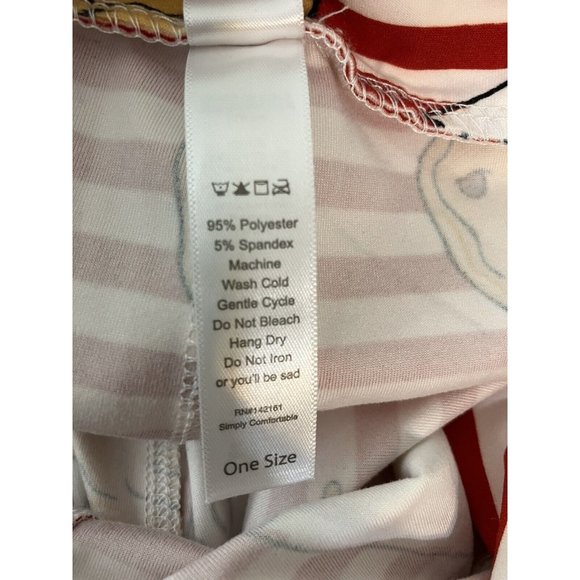 95% Polyester
5% Spandex
Machine
Wash Cold
Gentle Cycle
Do Not Bleach
Hang Dry
Do Not Iron
or you'll be sad
RN#142161
Simply Comfortable
One Size